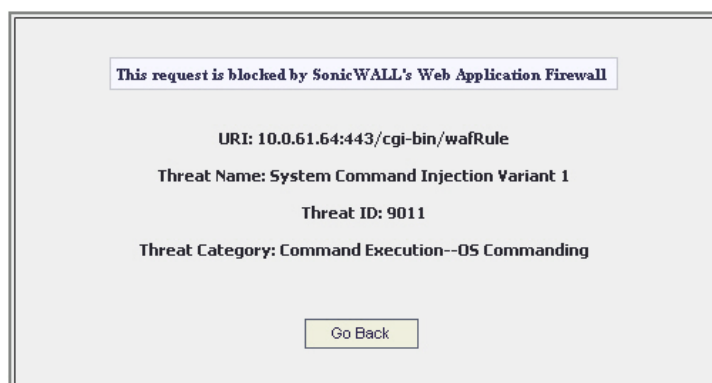 This request is blocked by SonicWALL's Web Application Firewall
URI: 10.0.61.64:443/cgi-bin/wafRule
Threat Name: System Command Injection Variant 1
Threat ID: 9011
Threat Category: Command Execution--OS Commanding
Go Back